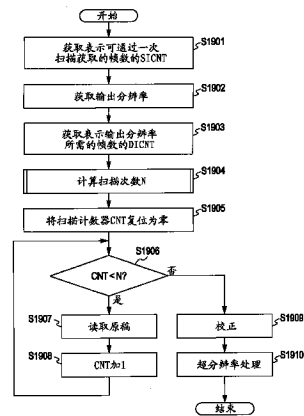 开始
获取表示可通过一次
扫描获取的帧数的SICNT
S1901
获取输出分辨率
S1902
获取表示输出分辨率
所需的帧数的DICNT
S1903
计算扫描次数N
S1904
将扫描计数器CNT复位为零
S1905
CNT<N?
S1906
否
是
S1907
读取原稿
校正
S1909
S1908
CNT加1
超分辨率处理
S1910
结束